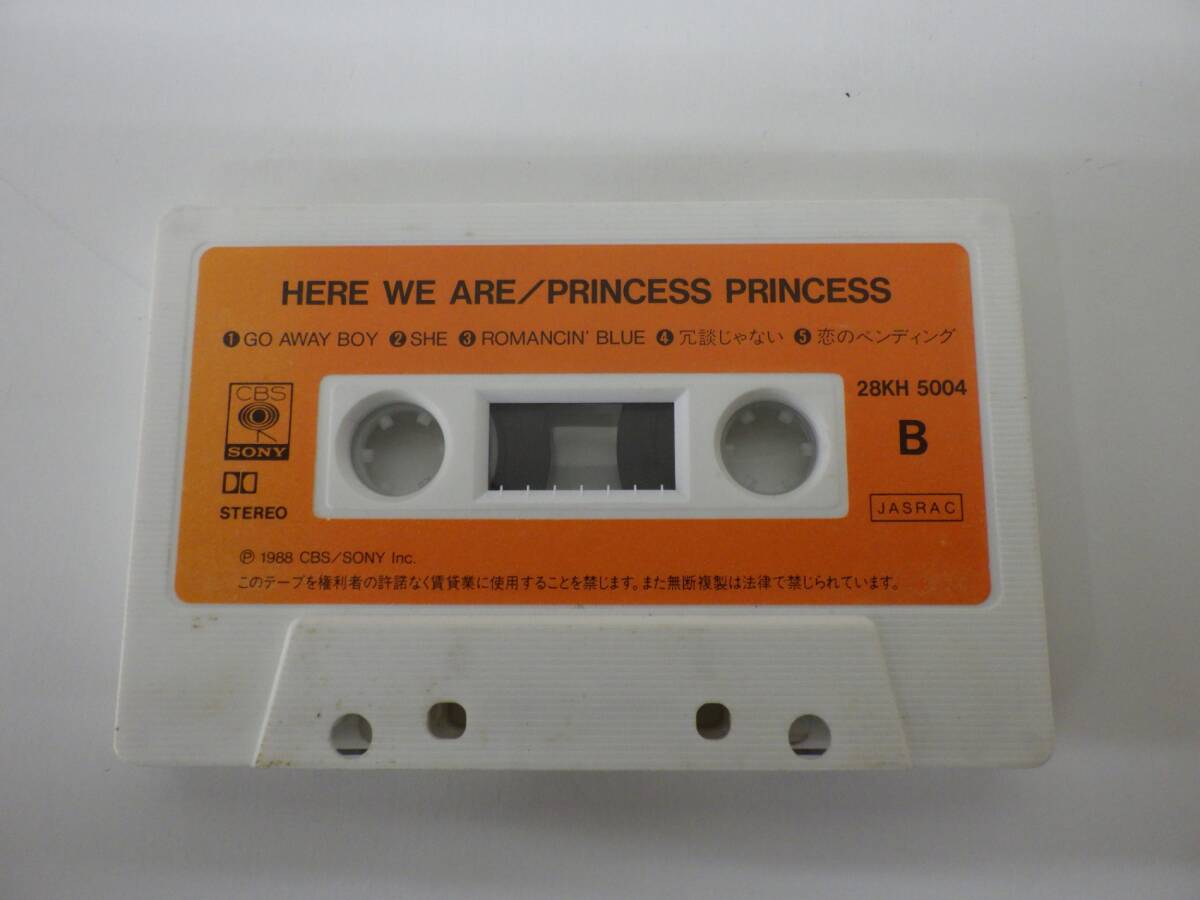 HERE WE ARE/PRINCESS PRINCESS
❶GO AWAY BOY ❷SHE ❸ROMANCIN' BLUE ❹冗談じゃない ❺恋のペンディング
CBS
SONY
28KH 5004
B
STEREO
JASRAC
Ⓟ 1988 CBS/SONY Inc.
このテープを権利者の許諾なく賃貸業に使用することを禁じます。また無断複製は法律で禁じられています。